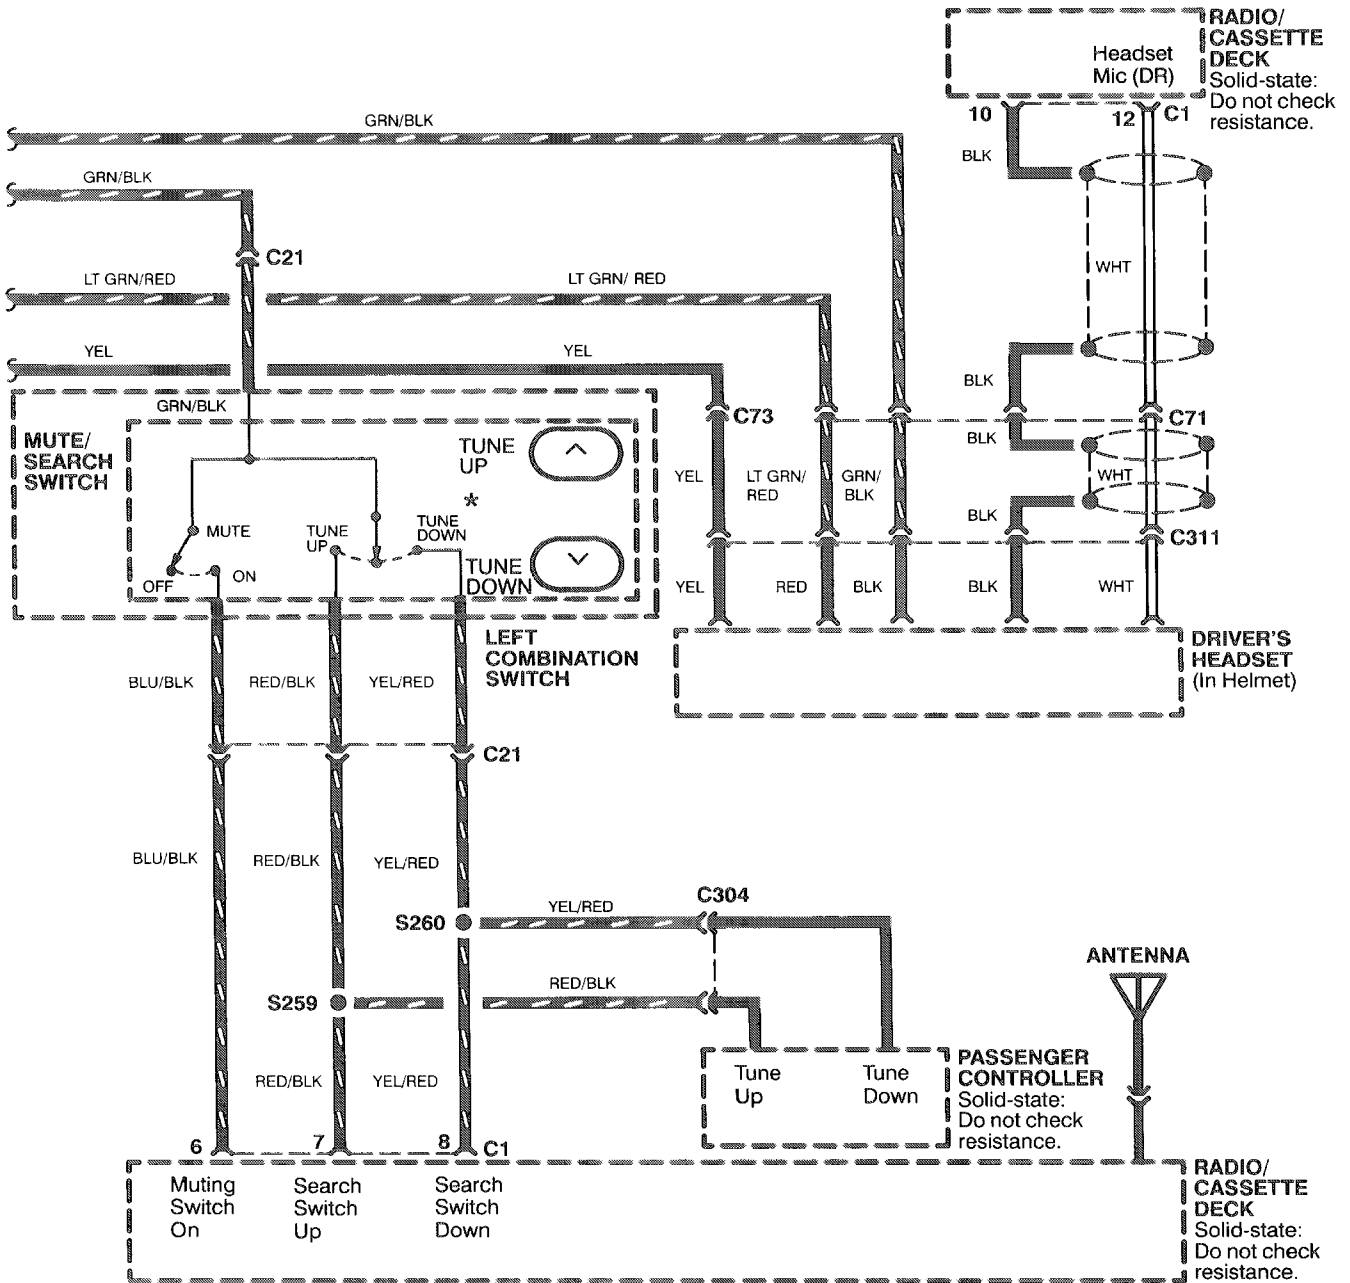 RADIO/
CASSETTE
DECK
Solid-state:
Do not check
resistance.
Headset
Mic (DR)
10
12
C1
GRN/BLK
BLK
GRN/BLK
C21
LT GRN/RED
LT GRN/ RED
WHT
YEL
YEL
BLK
GRN/BLK
C73
C71
MUTE/
SEARCH
SWITCH
TUNE
UP
BLK
YEL
LT GRN/
RED
GRN/
BLK
WHT
*
MUTE
TUNE
UP
TUNE
DOWN
BLK
C311
OFF
ON
TUNE
DOWN
YEL
RED
BLK
BLK
WHT
LEFT
COMBINATION
SWITCH
DRIVER'S
HEADSET
(In Helmet)
BLU/BLK
RED/BLK
YEL/RED
C21
BLU/BLK
RED/BLK
YEL/RED
C304
S260
YEL/RED
ANTENNA
S259
RED/BLK
RED/BLK
YEL/RED
Tune
Up
Tune
Down
PASSENGER
CONTROLLER
Solid-state:
Do not check
resistance.
6
7
8
C1
Muting
Switch
On
Search
Switch
Up
Search
Switch
Down
RADIO/
CASSETTE
DECK
Solid-state:
Do not check
resistance.